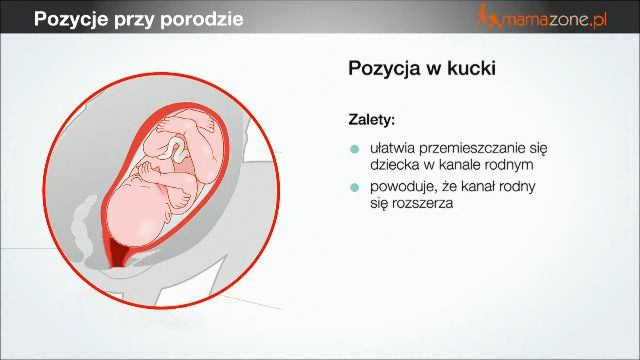 Pozycje przy porodzie
mamazone.pl
Pozycja w kucki
Zalety:
ułatwia przemieszczanie się
dziecka w kanale rodnym
powoduje, że kanał rodny
się rozszerza